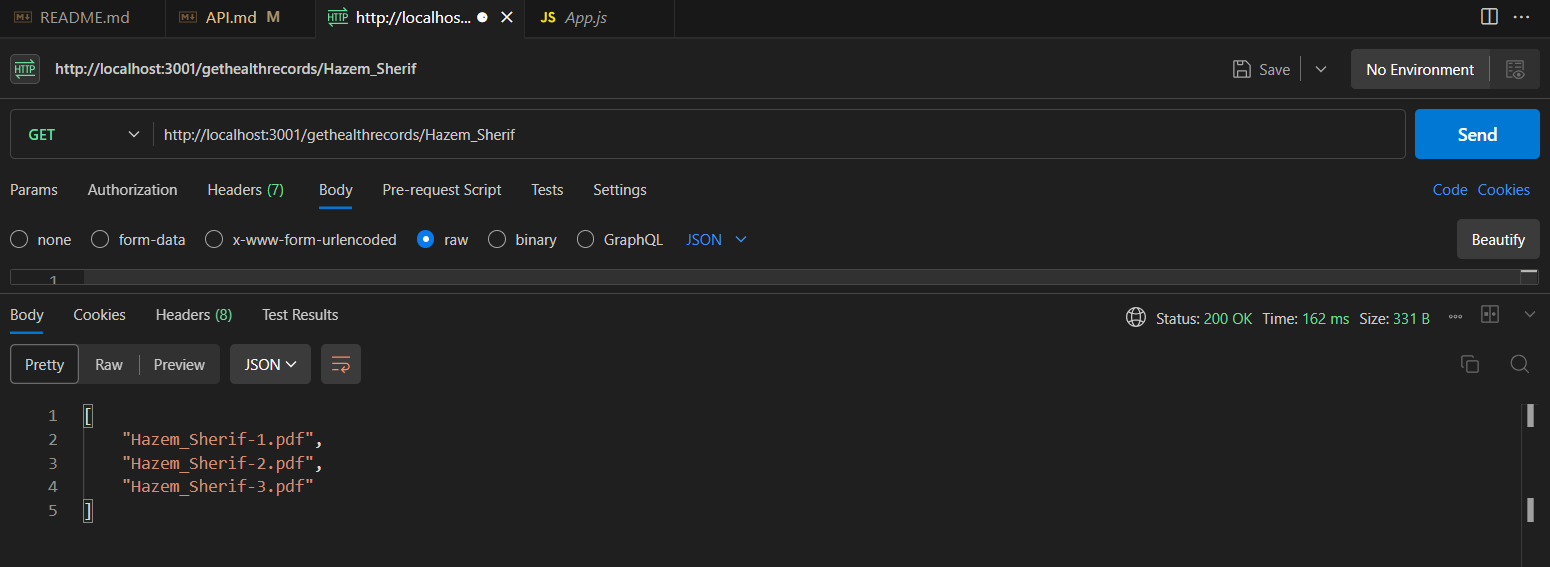 README.md API.md M HTTP http://localhos... JS App.js
HTTP http://localhost:3001/gethealthrecords/Hazem_Sherif Save No Environment
GET http://localhost:3001/gethealthrecords/Hazem_Sherif Send
Params Authorization Headers (7) Body Pre-request Script Tests Settings Code Cookies
none form-data x-www-form-urlencoded raw binary GraphQL JSON Beautify
1
Body Cookies Headers (8) Test Results Status: 200 OK Time: 162 ms Size: 331 B
Pretty Raw Preview JSON
1 [
2 "Hazem_Sherif-1.pdf",
3 "Hazem_Sherif-2.pdf",
4 "Hazem_Sherif-3.pdf"
5 ]